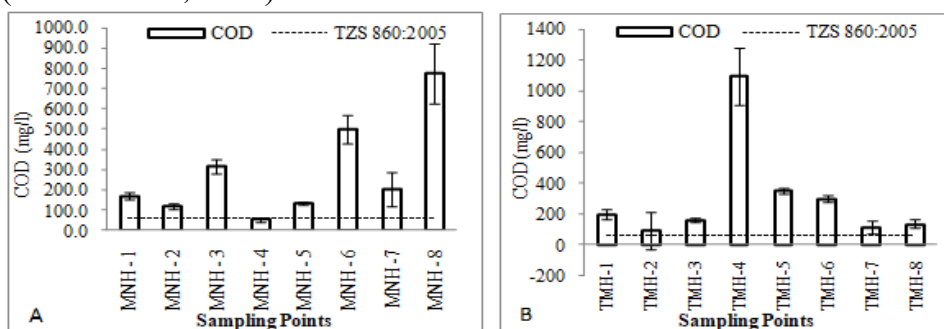 1000.0
900.0
800.0
700.0
600.0
500.0
400.0
300.0
200.0
100.0
0.0
COD (mg/l)
COD
TZS 860:2005
MNH - 1
MNH - 2
MNH - 3
MNH - 4
MNH - 5
MNH - 6
MNH - 7
MNH - 8
A
Sampling Points
1400
1200
1000
800
600
400
200
0
-200
COD (mg/l)
COD
TZS 860:2005
TMH-1
TMH-2
TMH-3
TMH-4
TMH-5
TMH-6
TMH-7
TMH-8
B
Sampling Points